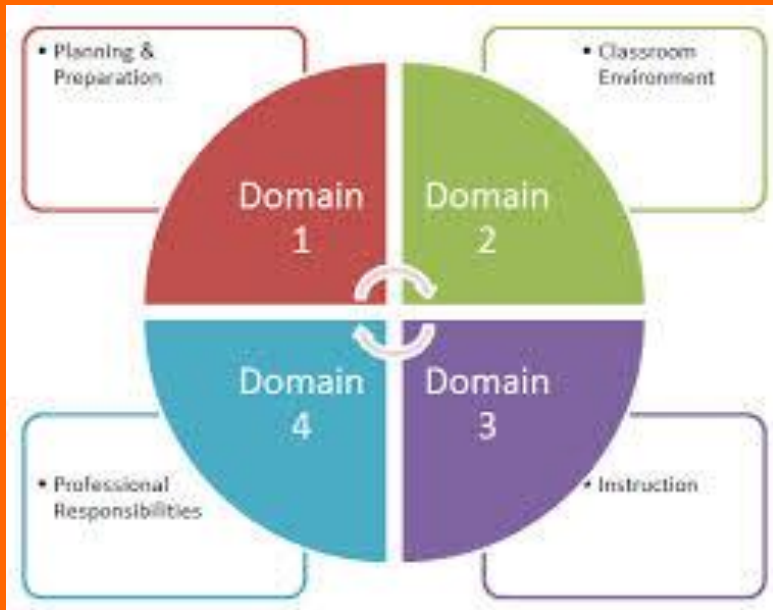 • Planning &
Preparation
• Classroom
Environment
Domain
1
Domain
2
Domain
4
Domain
3
• Professional
Responsibilities
• Instruction